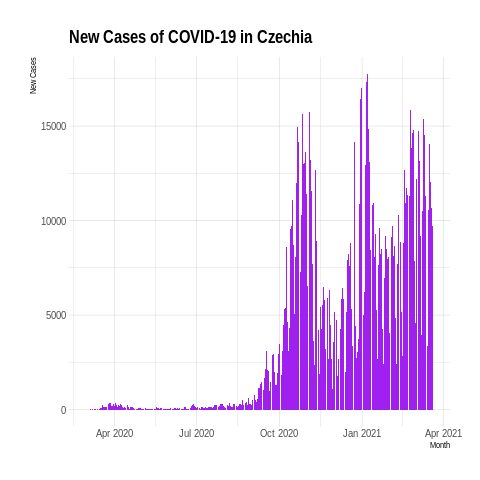 New Cases of COVID-19 in Czechia
New Cases
15000
10000
5000
0
Apr 2020 Jul 2020 Oct 2020 Jan 2021 Apr 2021
Month